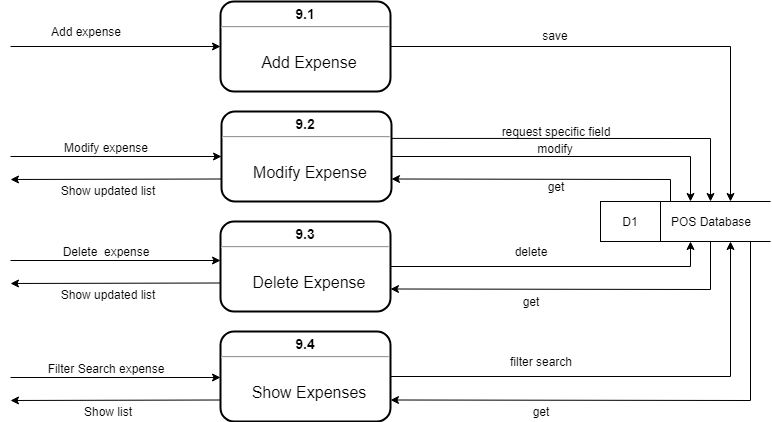 9.1
Add expense
Add Expense
save
9.2
Modify expense
Modify Expense
request specific field
modify
Show updated list
get
D1
POS Database
9.3
Delete  expense
Delete Expense
delete
Show updated list
get
9.4
Filter Search expense
Show Expenses
filter search
Show list
get